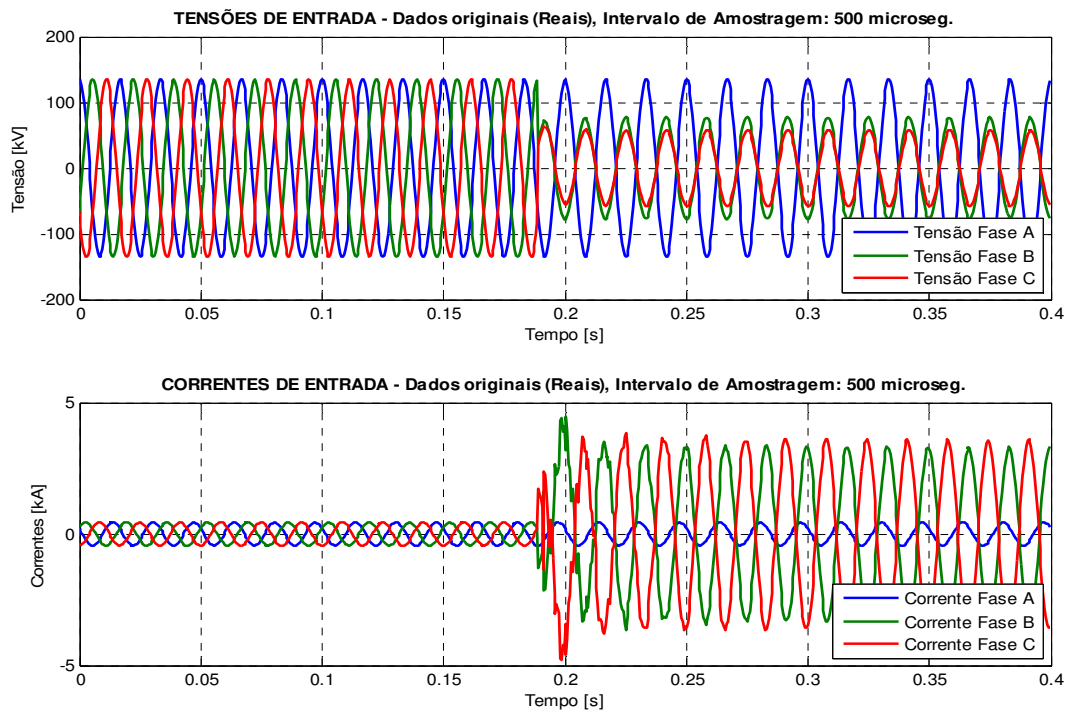 TENSÕES DE ENTRADA - Dados originais (Reais), Intervalo de Amostragem: 500 microseg.
200
100
0
-100
-200
Tensão [kV]
Tensão Fase A
Tensão Fase B
Tensão Fase C
0 0.05 0.1 0.15 0.2 0.25 0.3 0.35 0.4
Tempo [s]
CORRENTES DE ENTRADA - Dados originais (Reais), Intervalo de Amostragem: 500 microseg.
5
0
-5
Correntes [kA]
Corrente Fase A
Corrente Fase B
Corrente Fase C
0 0.05 0.1 0.15 0.2 0.25 0.3 0.35 0.4
Tempo [s]